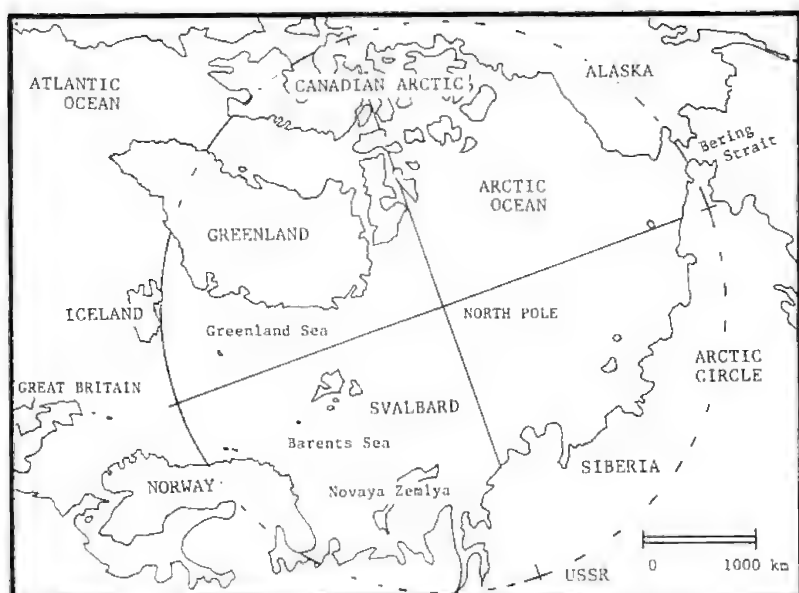 ATLANTIC
OCEAN
CANADIAN ARCTIC
ALASKA
Bering
Strait
ARCTIC
OCEAN
GREENLAND
ICELAND
Greenland Sea
NORTH POLE
GREAT BRITAIN
SVALBARD
ARCTIC
CIRCLE
Barents Sea
NORWAY
Novaya Zemlya
SIBERIA
0 1000 km
USSR